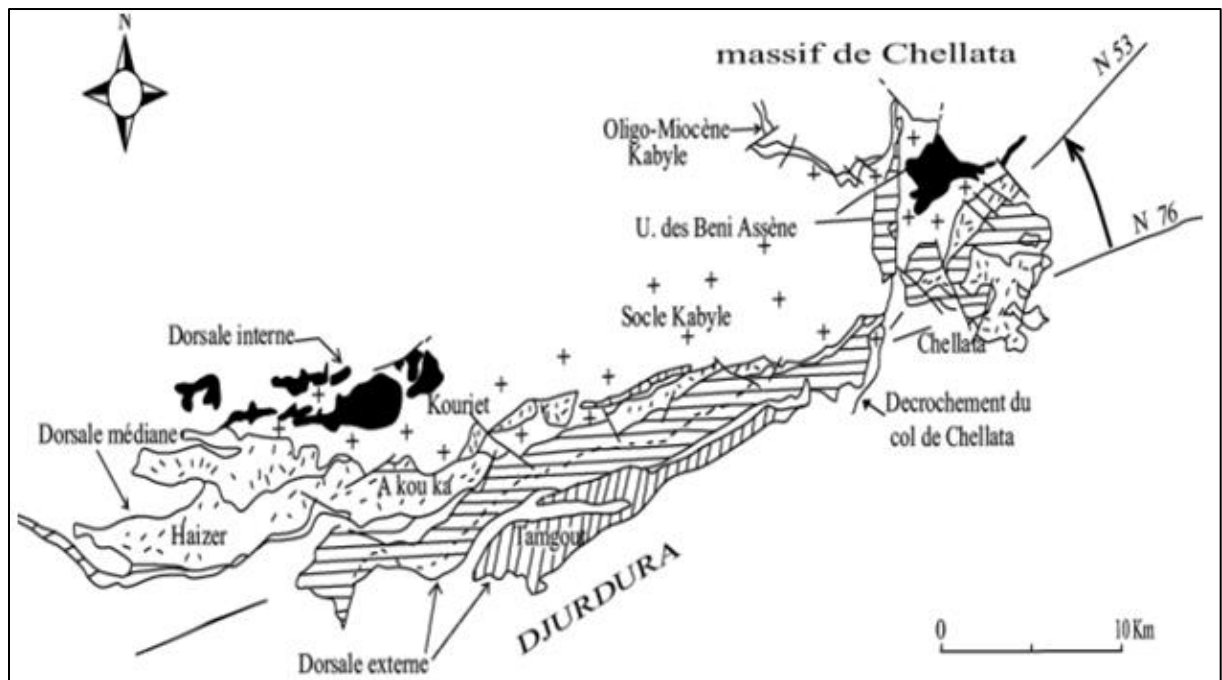 N
massif de Chellata
N 53
Oligo-Miocène
Kabyle
N 76
U. des Beni Assène
Socle Kabyle
Dorsale interne
Chellata
Kouriet
Decrochement du
col de Chellata
Dorsale médiane
A kou ka
Haizer
Tamgout
DJURDURA
0 10 Km
Dorsale externe